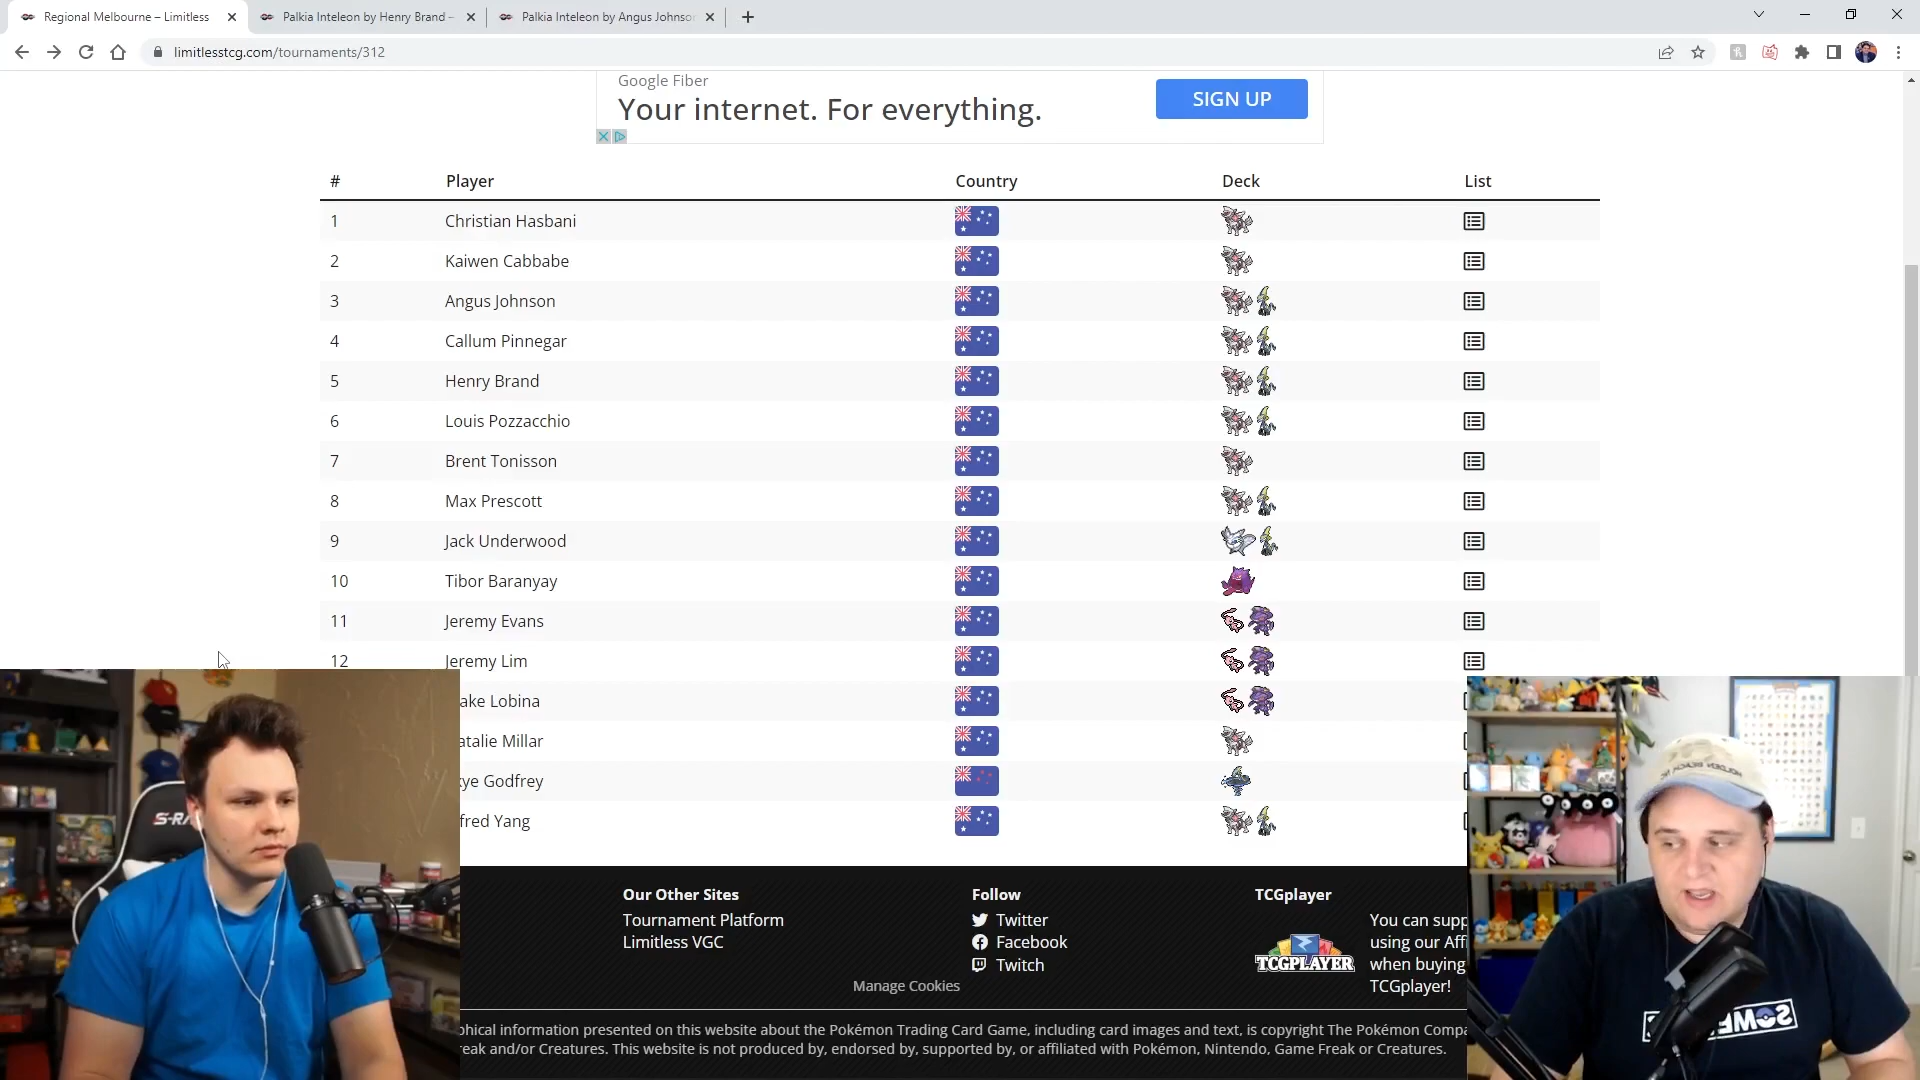 Regional Melbourne – Limitless
Palkia Inteleon by Henry Brand –
Palkia Inteleon by Angus Johnso
limitlesstcg.com/tournaments/312
Google Fiber
Your internet. For everything.
SIGN UP
# Player Country Deck List
1 Christian Hasbani
2 Kaiwen Cabbabe
3 Angus Johnson
4 Callum Pinnegar
5 Henry Brand
6 Louis Pozzacchio
7 Brent Tonisson
8 Max Prescott
9 Jack Underwood
10 Tibor Baranyay
11 Jeremy Evans
12 Jeremy Lim
ake Lobina
atalie Millar
kye Godfrey
fred Yang
Our Other Sites
Tournament Platform
Limitless VGC
Follow
Twitter
Facebook
Twitch
TCGplayer
TCGPLAYER
You can supp
using our Affi
when buying
TCGplayer!
Manage Cookies
phical information presented on this website about the Pokémon Trading Card Game, including card images and text, is copyright The Pokémon Compa
reak and/or Creatures. This website is not produced by, endorsed by, supported by, or affiliated with Pokémon, Nintendo, Game Freak or Creatures.
S-RA